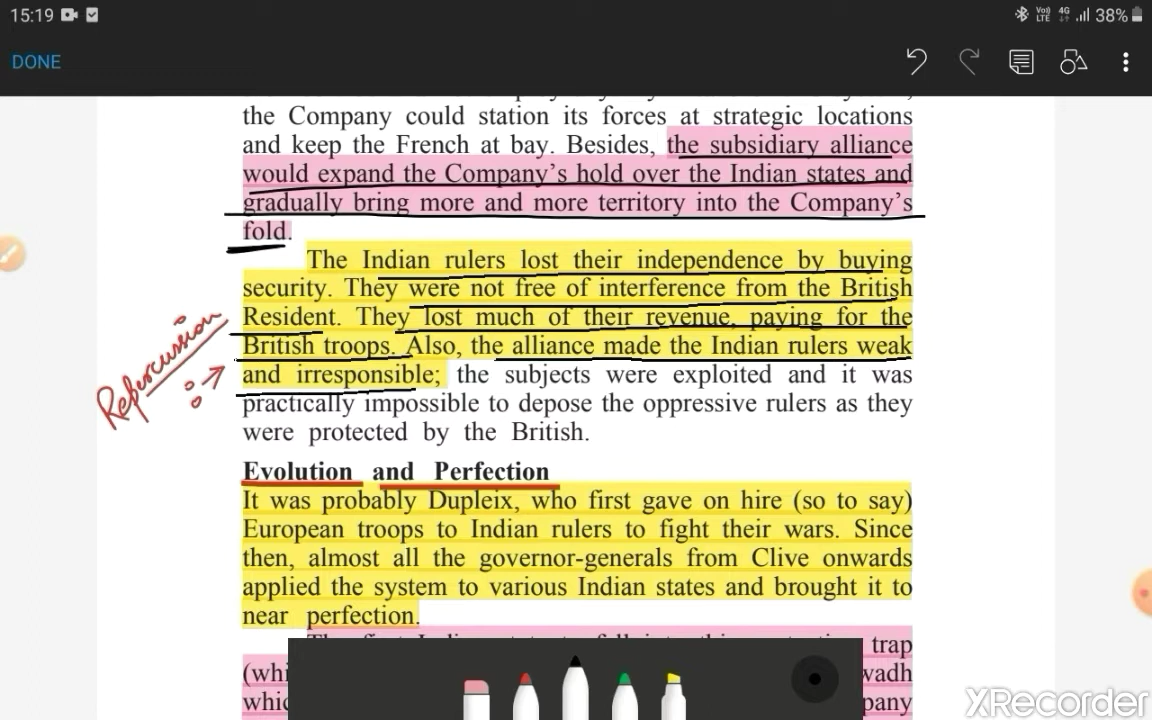 15:19
Vo)) LTE 4G 38%
DONE
the Company could station its forces at strategic locations
and keep the French at bay. Besides, the subsidiary alliance
would expand the Company's hold over the Indian states and
gradually bring more and more territory into the Company's
fold.
The Indian rulers lost their independence by buying
security. They were not free of interference from the British
Resident. They lost much of their revenue, paying for the
British troops. Also, the alliance made the Indian rulers weak
and irresponsible; the subjects were exploited and it was
practically impossible to depose the oppressive rulers as they
were protected by the British.
Repercussion
Evolution and Perfection
It was probably Dupleix, who first gave on hire (so to say)
European troops to Indian rulers to fight their wars. Since
then, almost all the governor-generals from Clive onwards
applied the system to various Indian states and brought it to
near perfection.
trap
XRecorder